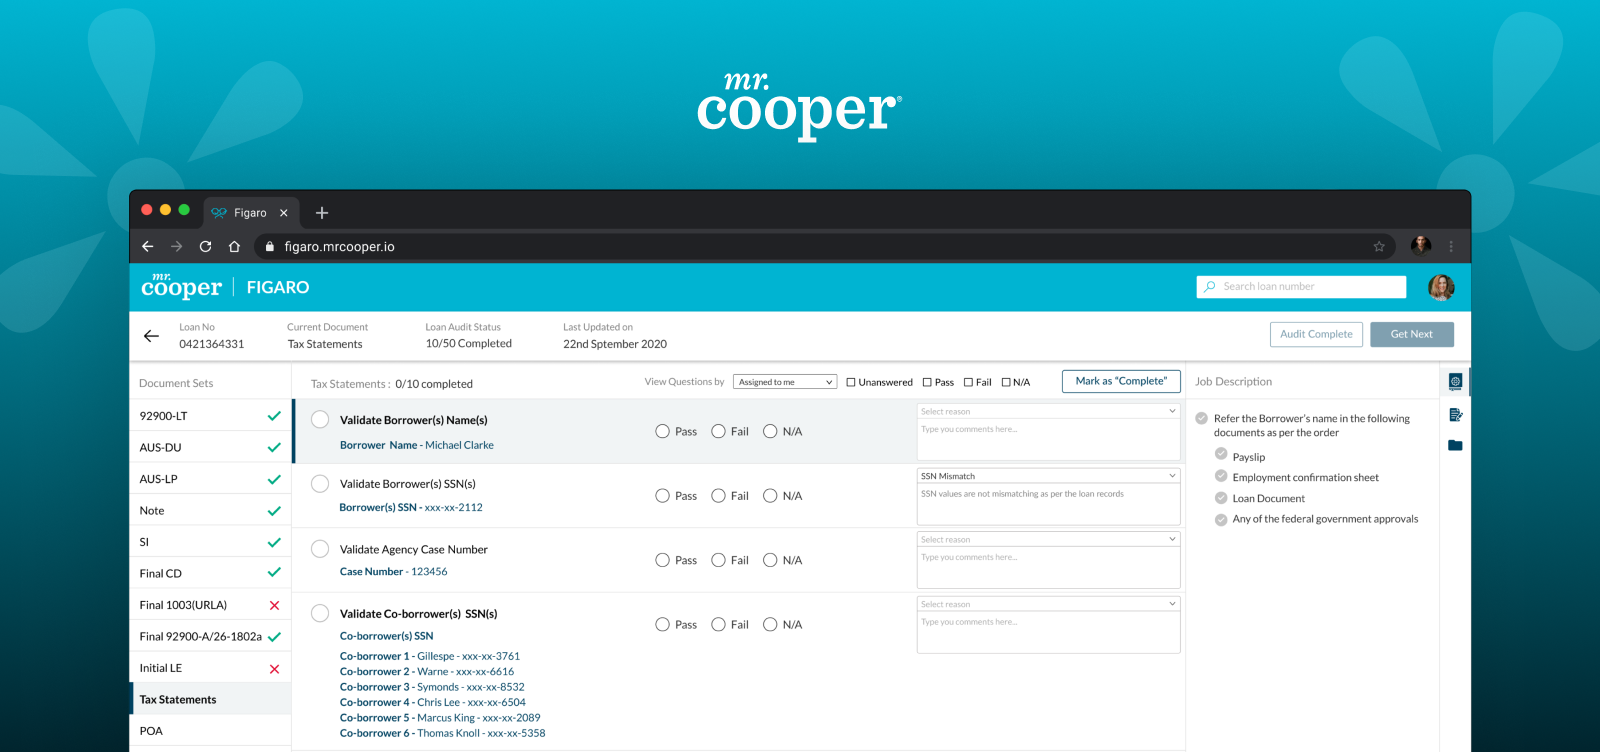 mr.
cooper®
Figaro
figaro.mrcooper.io
mr.
cooper
FIGARO
Search loan number
Loan No
0421364331
Current Document
Tax Statements
Loan Audit Status
10/50 Completed
Last Updated on
22nd Sptember 2020
Audit Complete
Get Next
Document Sets
92900-LT
AUS-DU
AUS-LP
Note
SI
Final CD
Final 1003(URLA)
Final 92900-A/26-1802a
Initial LE
Tax Statements
POA
Tax Statements : 0/10 completed
View Questions by
Assigned to me
Unanswered
Pass
Fail
N/A
Mark as “Complete”
Validate Borrower(s) Name(s)
Borrower Name - Michael Clarke
Pass
Fail
N/A
Select reason
Type you comments here...
Validate Borrower(s) SSN(s)
Borrower(s) SSN - xxx-xx-2112
Pass
Fail
N/A
SSN Mismatch
SSN values are not mismatching as per the loan records
Validate Agency Case Number
Case Number - 123456
Pass
Fail
N/A
Select reason
Type you comments here...
Validate Co-borrower(s) SSN(s)
Co-borrower(s) SSN
Co-borrower 1 - Gillespe - xxx-xx-3761
Co-borrower 2 - Warne - xxx-xx-6616
Co-borrower 3 - Symonds - xxx-xx-8532
Co-borrower 4 - Chris Lee - xxx-xx-6504
Co-borrower 5 - Marcus King - xxx-xx-2089
Co-borrower 6 - Thomas Knoll - xxx-xx-5358
Pass
Fail
N/A
Select reason
Type you comments here...
Job Description
Refer the Borrower’s name in the following
documents as per the order
Payslip
Employment confirmation sheet
Loan Document
Any of the federal government approvals